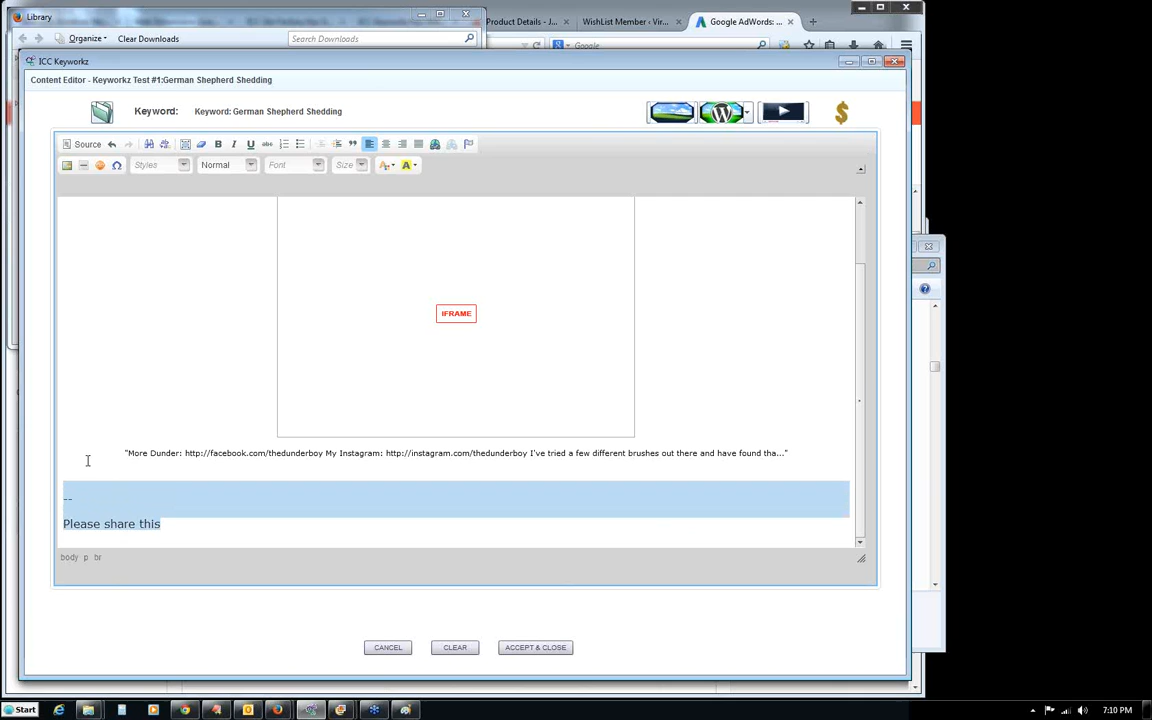 Library
Product Details - J...
WishList Member - Vir...
Google AdWords: ...
Organize
Clear Downloads
Search Downloads
Google
ICC Keyworkz
Content Editor - Keyworkz Test #1:German Shepherd Shedding
Keyword:
Keyword: German Shepherd Shedding
Source
B I U abc
Styles
Normal
Font
Size
IFRAME
"More Dunder: http://facebook.com/thedunderboy My Instagram: http://instagram.com/thedunderboy I've tried a few different brushes out there and have found tha..."
--
Please share this
body p br
CANCEL
CLEAR
ACCEPT & CLOSE
Start
7:10 PM